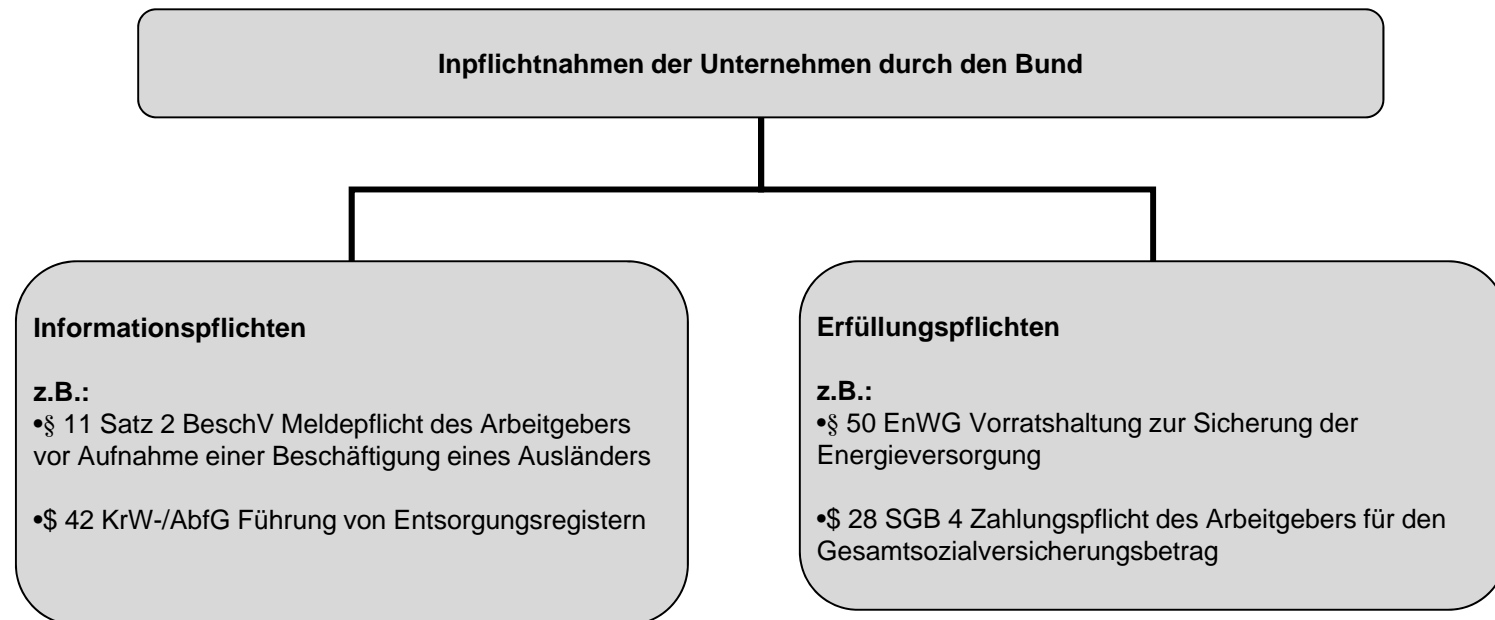 Inpflichtnahmen der Unternehmen durch den Bund
Informationspflichten
z.B.:
•§ 11 Satz 2 BeschV Meldepflicht des Arbeitgebers
vor Aufnahme einer Beschäftigung eines Ausländers
•$ 42 KrW-/AbfG Führung von Entsorgungsregistern
Erfüllungspflichten
z.B.:
•§ 50 EnWG Vorratshaltung zur Sicherung der
Energieversorgung
•$ 28 SGB 4 Zahlungspflicht des Arbeitgebers für den
Gesamtsozialversicherungsbetrag